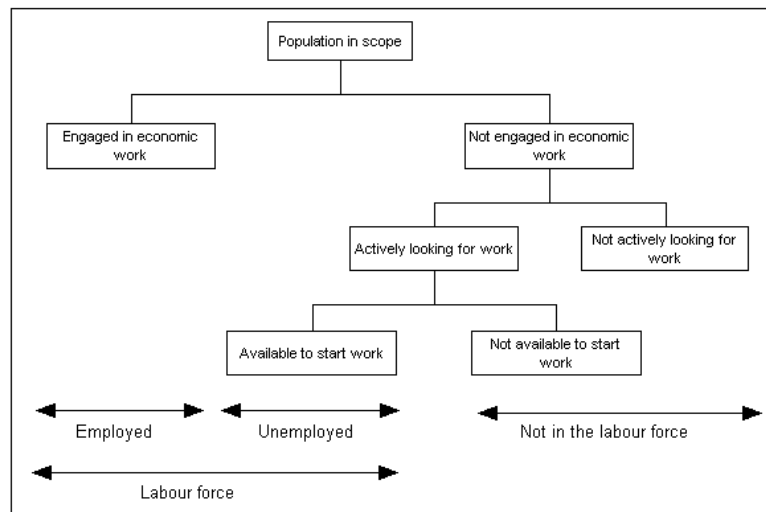 Population in scope
Engaged in economic
work
Not engaged in economic
work
Actively looking for work
Not actively looking for
work
Available to start work
Not available to start
work
Employed
Unemployed
Not in the labour force
Labour force